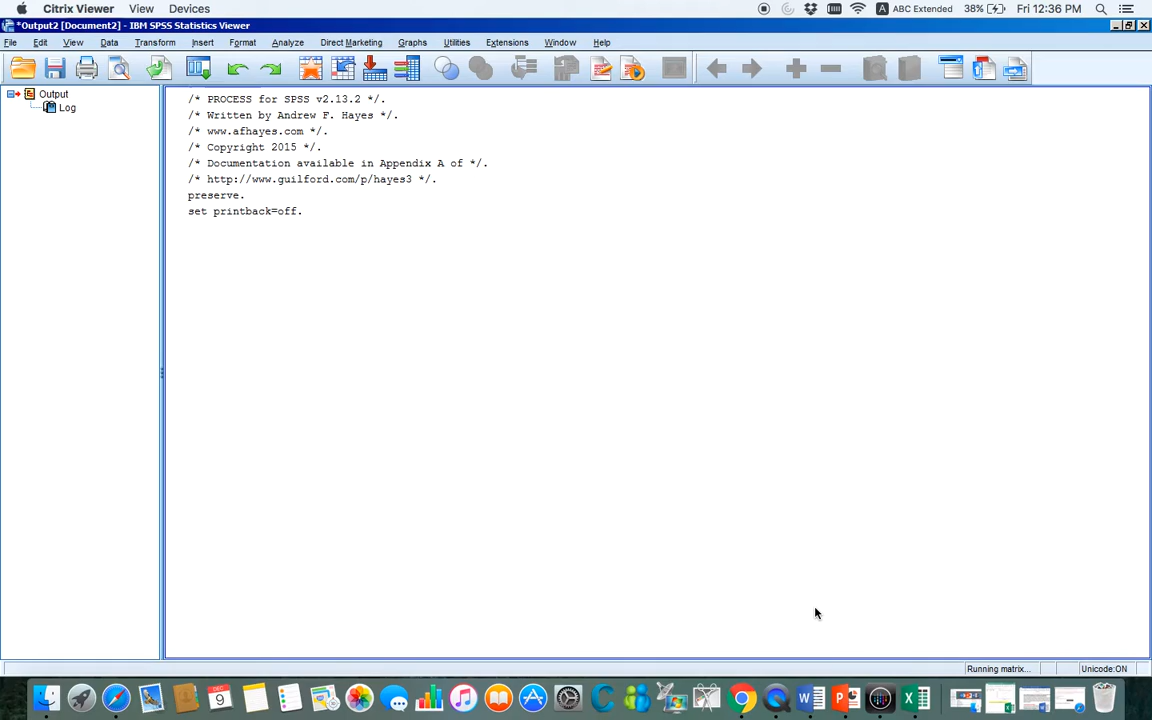 Citrix Viewer View Devices ABC Extended 38% Fri 12:36 PM
*Output2 [Document2] - IBM SPSS Statistics Viewer
File Edit View Data Transform Insert Format Analyze Direct Marketing Graphs Utilities Extensions Window Help
Output
Log
/* PROCESS for SPSS v2.13.2 */.
/* Written by Andrew F. Hayes */.
/* www.afhayes.com */.
/* Copyright 2015 */.
/* Documentation available in Appendix A of */.
/* http://www.guilford.com/p/hayes3 */.
preserve.
set printback=off.
Running matrix... Unicode:ON
DEC
9